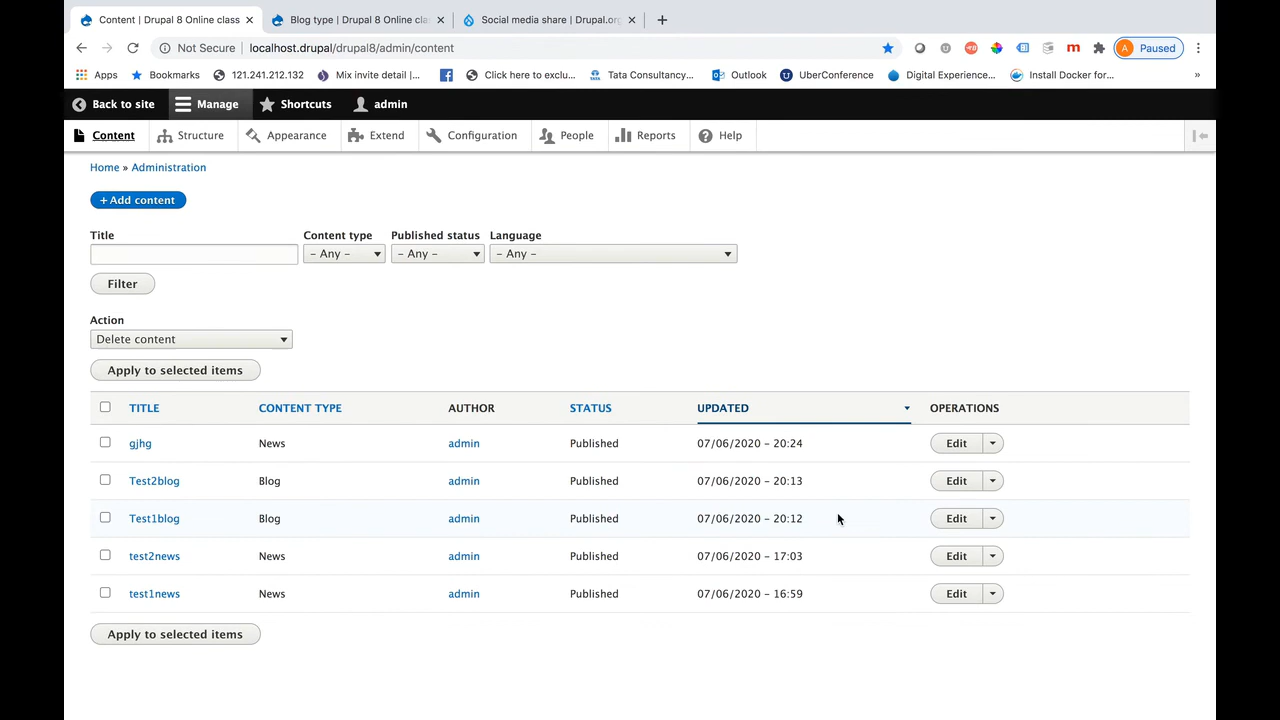 Content | Drupal 8 Online class
Blog type | Drupal 8 Online cla
Social media share | Drupal.or
Not Secure
localhost.drupal/drupal8/admin/content
Paused
A
Apps
Bookmarks
121.241.212.132
Mix invite detail |...
Click here to exclu...
Tata Consultancy...
Outlook
UberConference
Digital Experience...
Install Docker for...
»
Back to site
Manage
Shortcuts
admin
Content
Structure
Appearance
Extend
Configuration
People
Reports
Help
Home » Administration
+ Add content
Title
Content type
Published status
Language
– Any –
– Any –
– Any –
Filter
Action
Delete content
Apply to selected items
TITLE CONTENT TYPE AUTHOR STATUS UPDATED OPERATIONS
gjhg News admin Published 07/06/2020 – 20:24 Edit
Test2blog Blog admin Published 07/06/2020 – 20:13 Edit
Test1blog Blog admin Published 07/06/2020 – 20:12 Edit
test2news News admin Published 07/06/2020 – 17:03 Edit
test1news News admin Published 07/06/2020 – 16:59 Edit
Apply to selected items